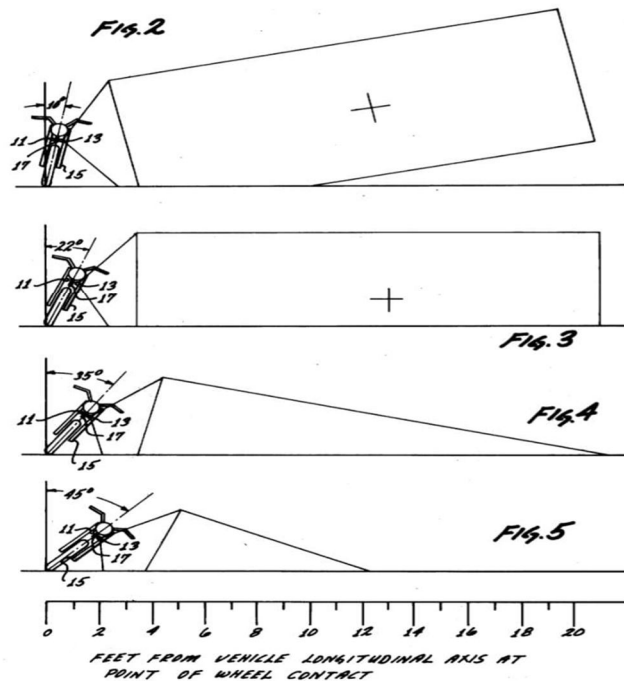 FIG. 2
10°
11
13
17
15
22°
11
13
17
15
FIG. 3
35°
11
13
17
15
FIG. 4
45°
11
13
17
15
FIG. 5
0 2 4 6 8 10 12 14 16 18 20
FEET FROM VEHICLE LONGITUDINAL AXIS AT
POINT OF WHEEL CONTACT